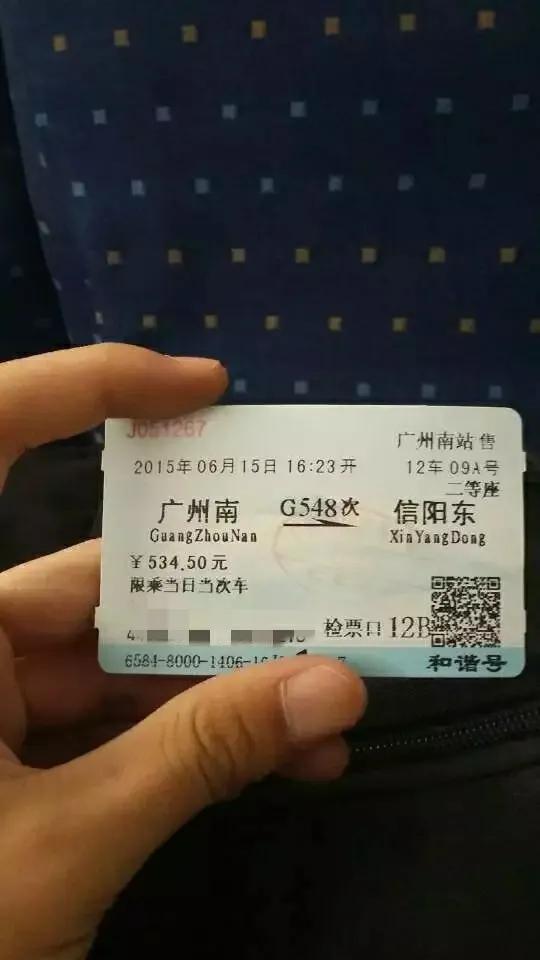 J051267
广州南站售
2015年06月15日16:23开 12车09A号
二等座
广州南 G548次 信阳东
GuangZhouNan XinYangDong
￥534.50元
限乘当日当次车
检票口12B
6584-8000-1406-
和谐号